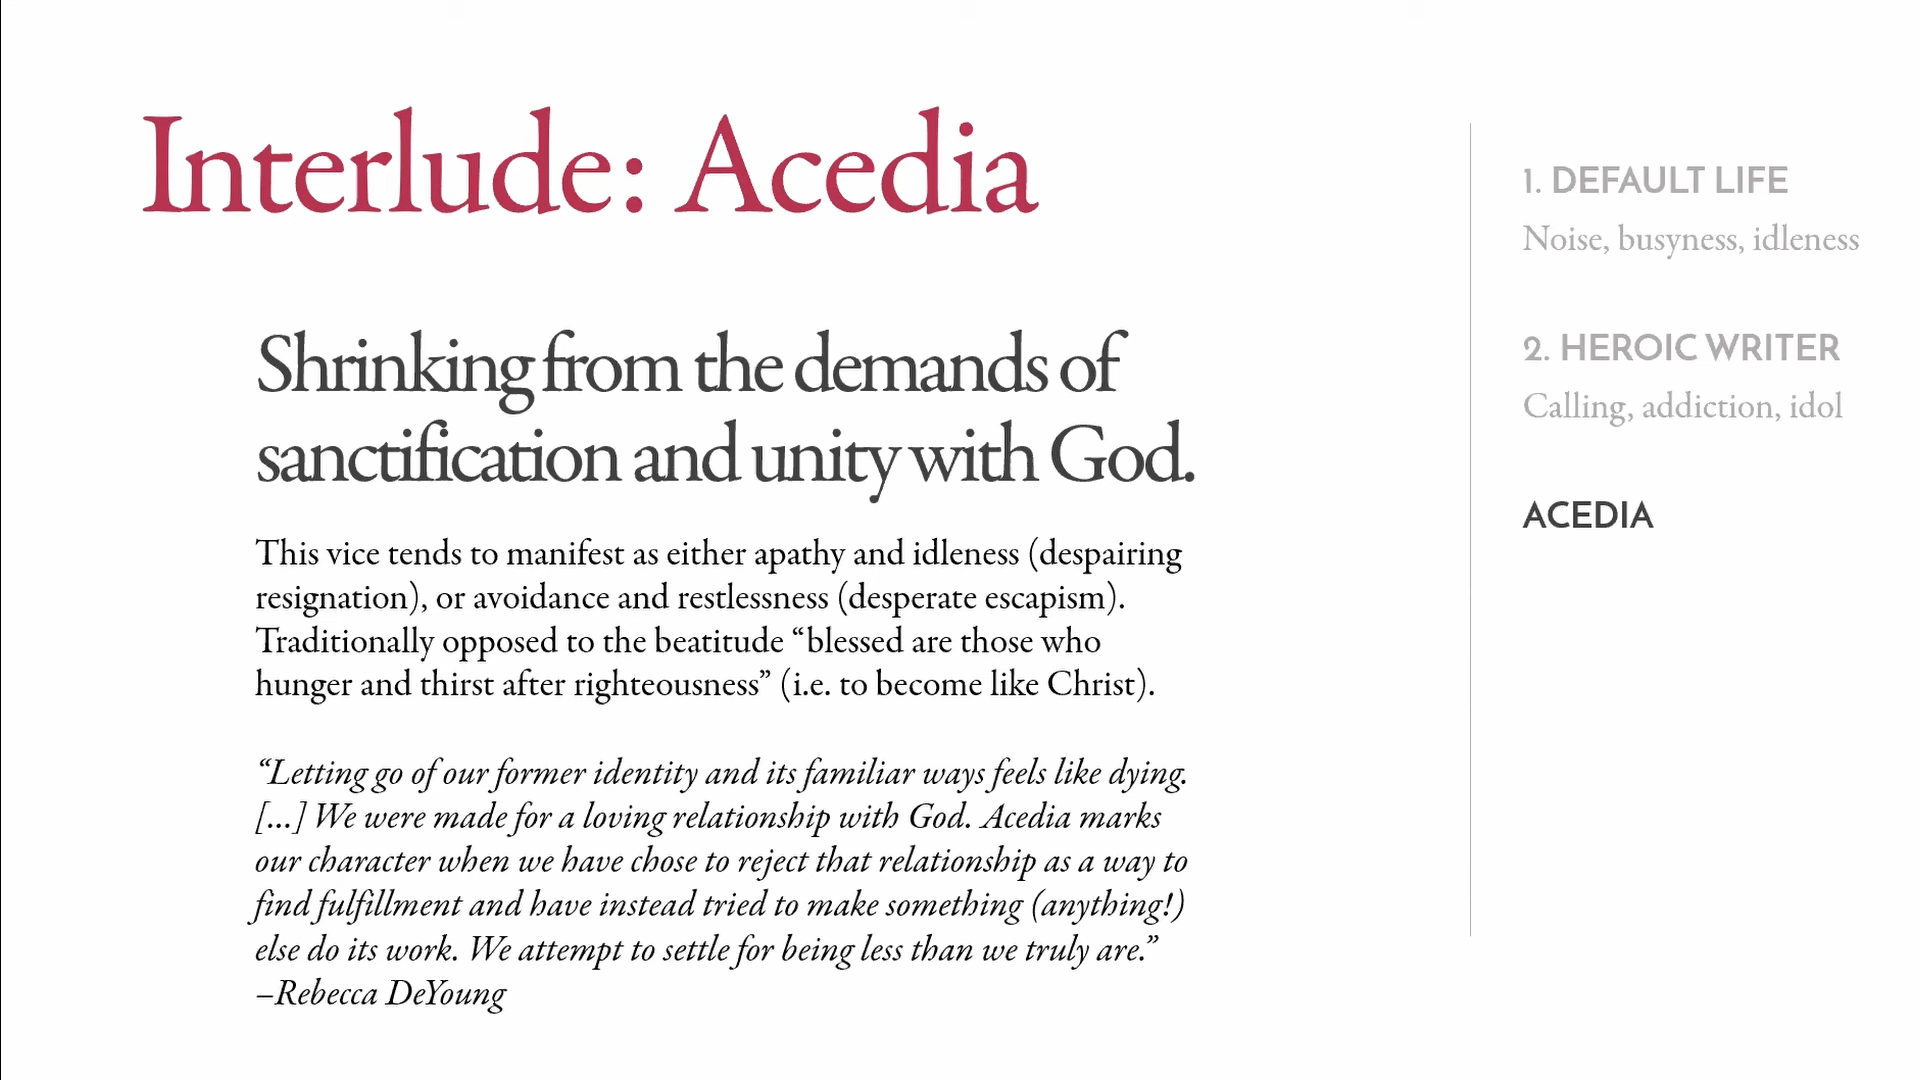 Interlude: Acedia
Shrinking from the demands of
sanctification and unity with God.
This vice tends to manifest as either apathy and idleness (despairing
resignation), or avoidance and restlessness (desperate escapism).
Traditionally opposed to the beatitude “blessed are those who
hunger and thirst after righteousness” (i.e. to become like Christ).
“Letting go of our former identity and its familiar ways feels like dying.
[…] We were made for a loving relationship with God. Acedia marks
our character when we have chose to reject that relationship as a way to
find fulfillment and have instead tried to make something (anything!)
else do its work. We attempt to settle for being less than we truly are.”
–Rebecca DeYoung
1. DEFAULT LIFE
Noise, busyness, idleness
2. HEROIC WRITER
Calling, addiction, idol
ACEDIA